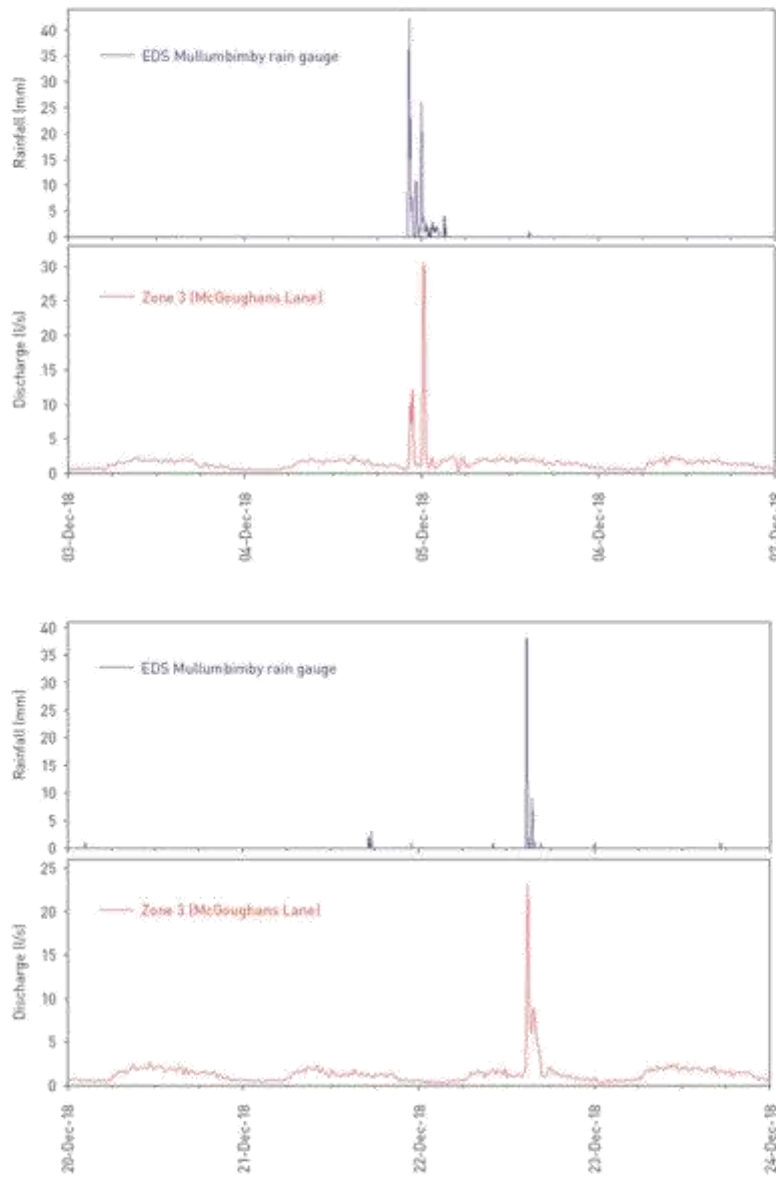 40
35
30
25
20
15
10
5
0
Rainfall (mm)
EDS Mullumbimby rain gauge
30
25
20
15
10
5
0
Discharge (l/s)
Zone 3 (McGoughans Lane)
03-Dec-18
04-Dec-18
05-Dec-18
06-Dec-18
40
35
30
25
20
15
10
5
0
Rainfall (mm)
EDS Mullumbimby rain gauge
25
20
15
10
5
0
Discharge (l/s)
Zone 3 (McGoughans Lane)
20-Dec-18
21-Dec-18
22-Dec-18
23-Dec-18
24-Dec-18